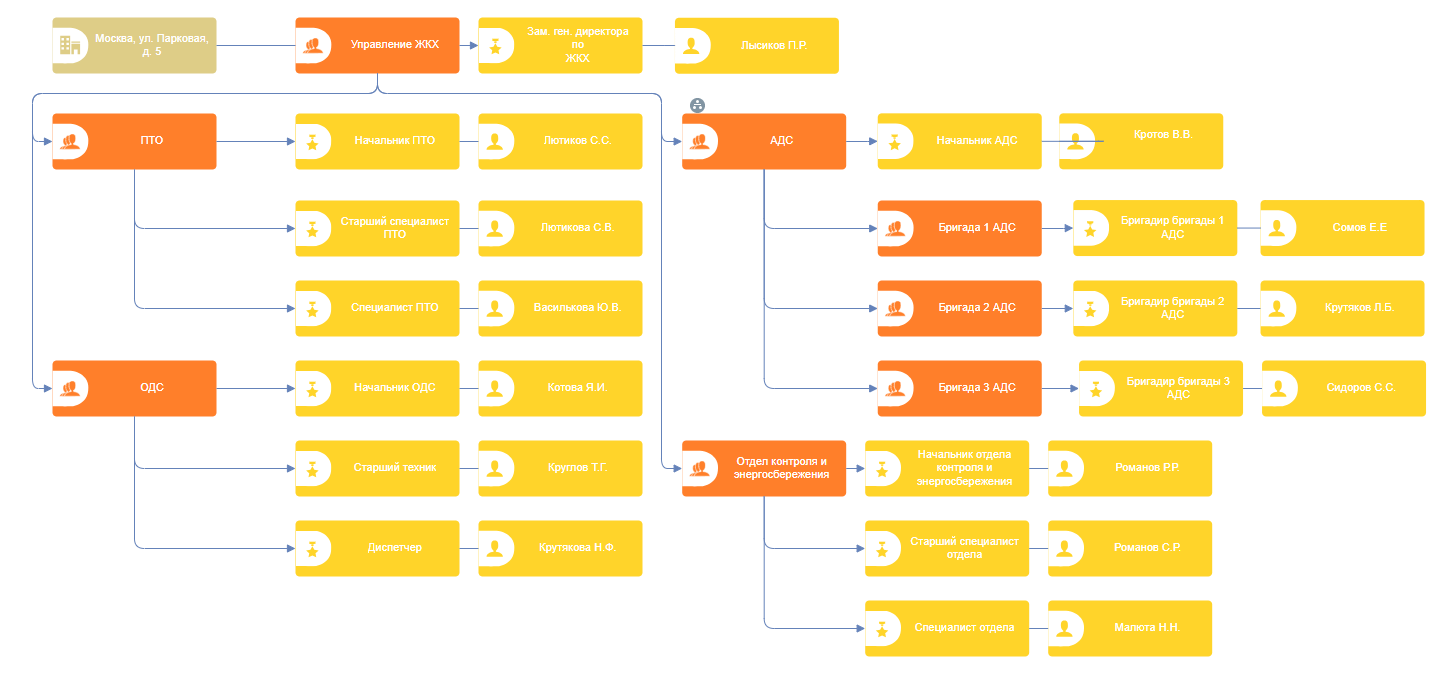 Москва, ул. Парковая,
д. 5
Управление ЖКХ
Зам. ген. директора
по
ЖКХ
Лысиков П.Р.
ПТО
Начальник ПТО
Лютиков С.С.
Старший специалист
ПТО
Лютикова С.В.
Специалист ПТО
Василькова Ю.В.
ОДС
Начальник ОДС
Котова Я.И.
Старший техник
Круглов Т.Г.
Диспетчер
Крутякова Н.Ф.
АДС
Начальник АДС
Кротов В.В.
Бригада 1 АДС
Бригадир бригады 1
АДС
Сомов Е.Е
Бригада 2 АДС
Бригадир бригады 2
АДС
Крутяков Л.Б.
Бригада 3 АДС
Бригадир бригады 3
АДС
Сидоров С.С.
Отдел контроля и
энергосбережения
Начальник отдела
контроля и
энергосбережения
Романов Р.Р.
Старший специалист
отдела
Романов С.Р.
Специалист отдела
Малюта Н.Н.